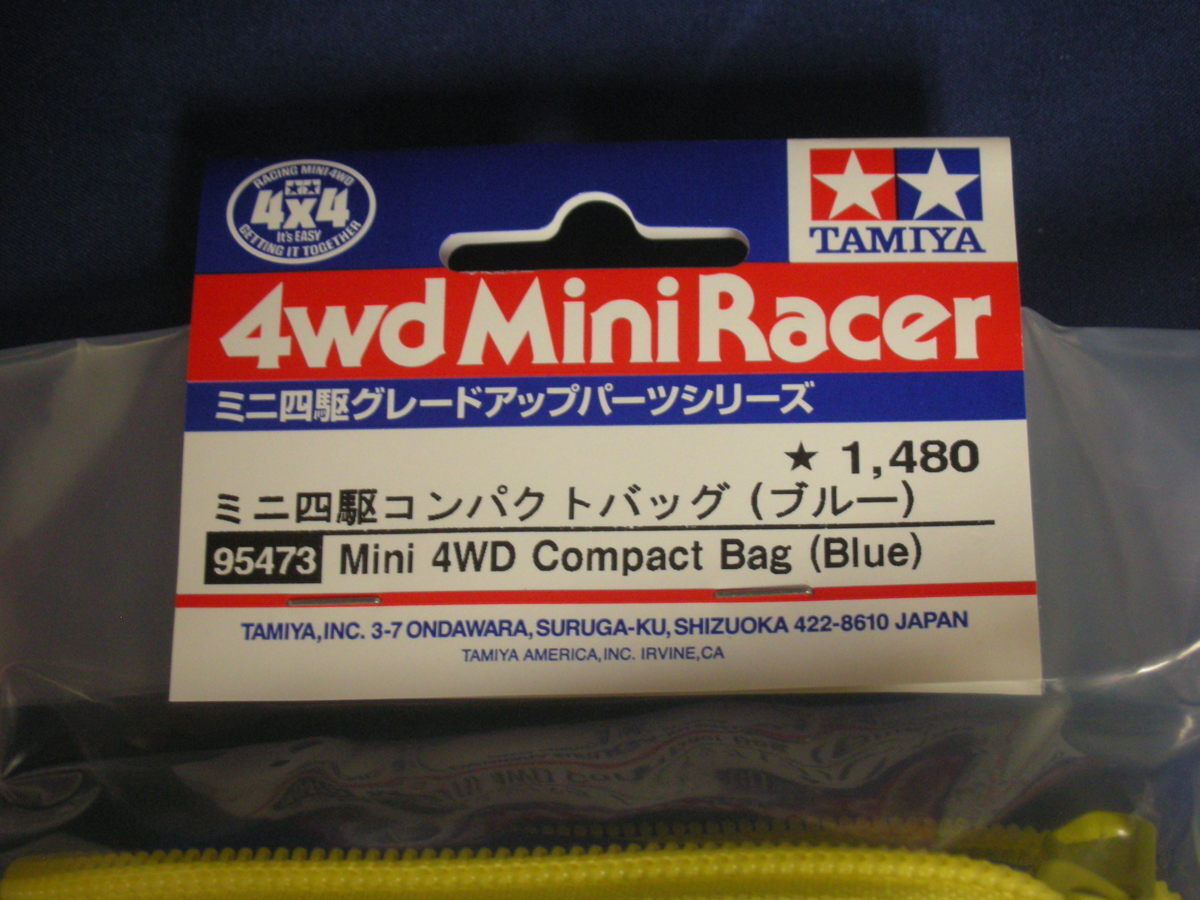 RACING MINI 4WD
4x4
It's EASY
GETTING IT TOGETHER
TAMIYA
4wd Mini Racer
ミニ四駆グレードアップパーツシリーズ
★ 1,480
ミニ四駆コンパクトバッグ (ブルー)
95473 Mini 4WD Compact Bag (Blue)
TAMIYA,INC. 3-7 ONDAWARA, SURUGA-KU, SHIZUOKA 422-8610 JAPAN
TAMIYA AMERICA, INC. IRVINE, CA